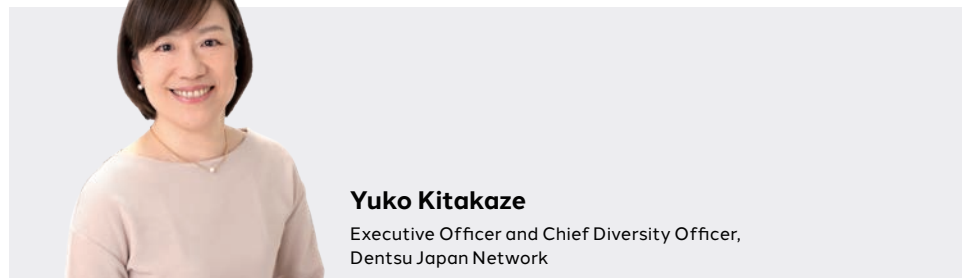 Yuko Kitakaze
Executive Officer and Chief Diversity Officer,
Dentsu Japan Network